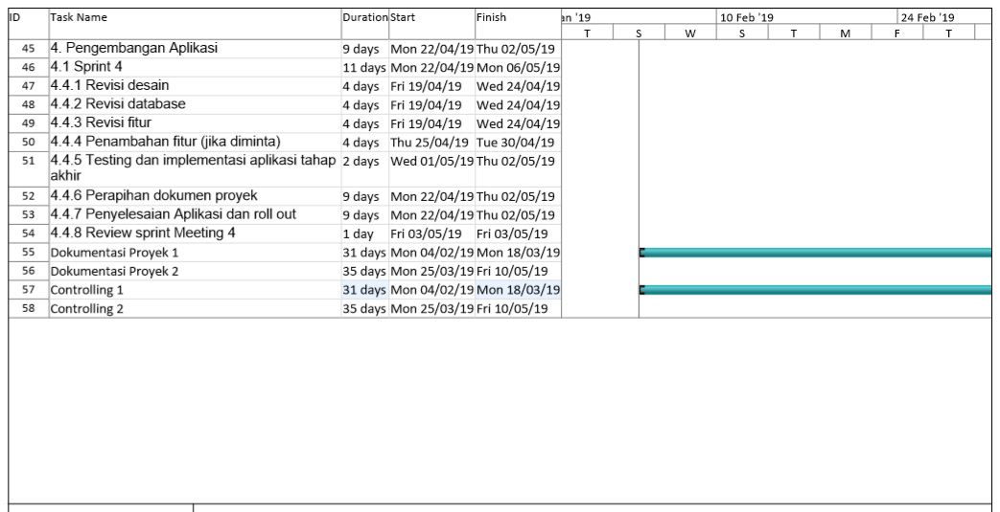 ID Task Name Duration Start Finish an '19 10 Feb '19 24 Feb '19
T S W S T M F T
45 4. Pengembangan Aplikasi 9 days Mon 22/04/19 Thu 02/05/19
46 4.1 Sprint 4 11 days Mon 22/04/19 Mon 06/05/19
47 4.4.1 Revisi desain 4 days Fri 19/04/19 Wed 24/04/19
48 4.4.2 Revisi database 4 days Fri 19/04/19 Wed 24/04/19
49 4.4.3 Revisi fitur 4 days Fri 19/04/19 Wed 24/04/19
50 4.4.4 Penambahan fitur (jika diminta) 4 days Thu 25/04/19 Tue 30/04/19
51 4.4.5 Testing dan implementasi aplikasi tahap 2 days Wed 01/05/19 Thu 02/05/19
akhir
52 4.4.6 Perapihan dokumen proyek 9 days Mon 22/04/19 Thu 02/05/19
53 4.4.7 Penyelesaian Aplikasi dan roll out 9 days Mon 22/04/19 Thu 02/05/19
54 4.4.8 Review sprint Meeting 4 1 day Fri 03/05/19 Fri 03/05/19
55 Dokumentasi Proyek 1 31 days Mon 04/02/19 Mon 18/03/19
56 Dokumentasi Proyek 2 35 days Mon 25/03/19 Fri 10/05/19
57 Controlling 1 31 days Mon 04/02/19 Mon 18/03/19
58 Controlling 2 35 days Mon 25/03/19 Fri 10/05/19